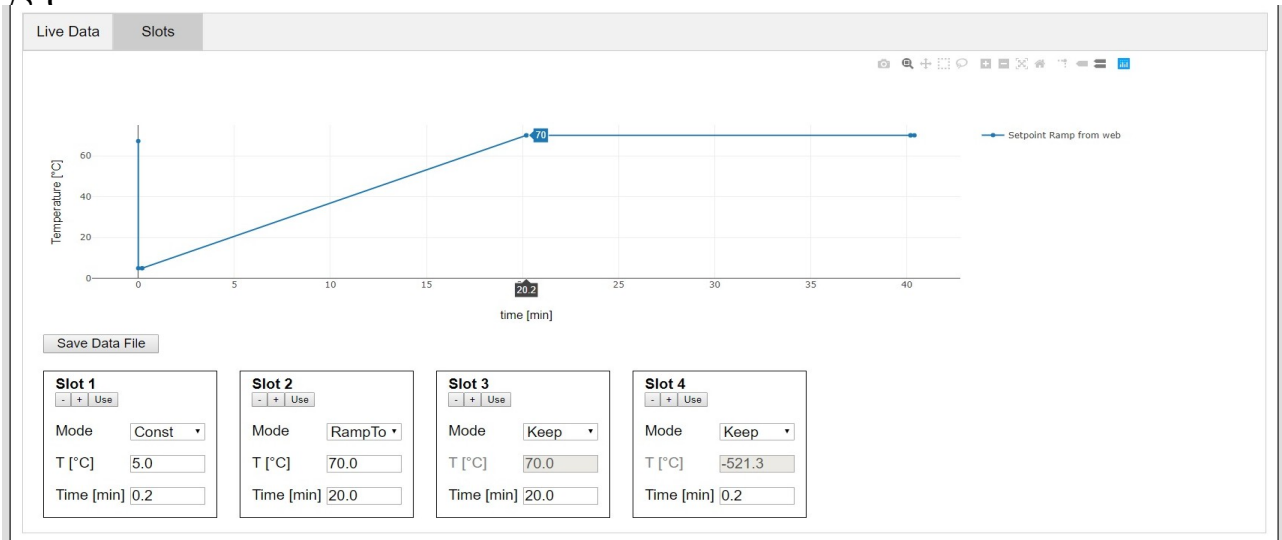 Live Data Slots
70
Setpoint Ramp from web
60
40
20
0
Temperature [°C]
0 5 10 15 20.2 25 30 35 40
time [min]
Save Data File
Slot 1 Slot 2 Slot 3 Slot 4
- + Use - + Use - + Use - + Use
Mode Const Mode RampTo Mode Keep Mode Keep
T [°C] 5.0 T [°C] 70.0 T [°C] 70.0 T [°C] -521.3
Time [min] 0.2 Time [min] 20.0 Time [min] 20.0 Time [min] 0.2